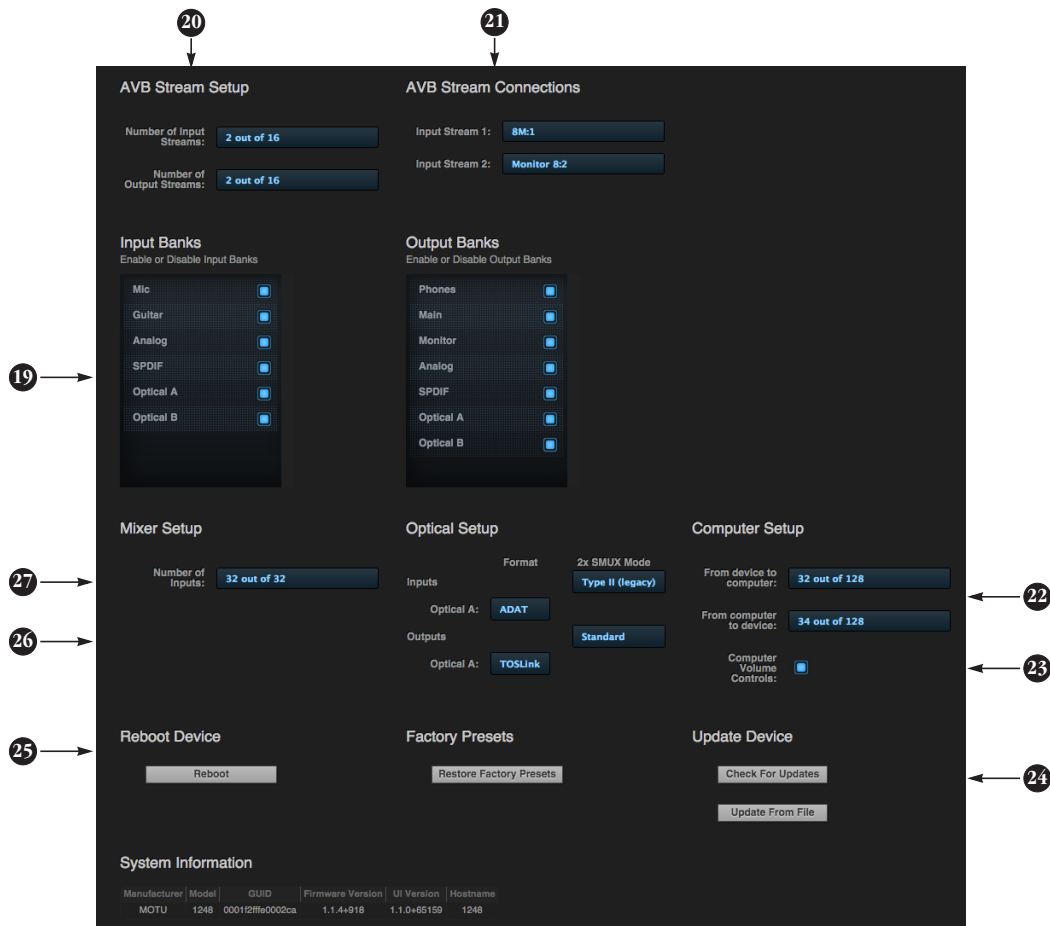 20
21
AVB Stream Setup
AVB Stream Connections
Number of Input
Streams:
2 out of 16
Input Stream 1:
8M:1
Input Stream 2:
Monitor 8:2
Number of
Output Streams:
2 out of 16
Input Banks
Enable or Disable Input Banks
Output Banks
Enable or Disable Output Banks
Mic
Guitar
Analog
SPDIF
Optical A
Optical B
Phones
Main
Monitor
Analog
SPDIF
Optical A
Optical B
19
Mixer Setup
Optical Setup
Computer Setup
27
Number of
Inputs:
32 out of 32
Format
2x SMUX Mode
Inputs
Type II (legacy)
Optical A:
ADAT
Outputs
Standard
Optical A:
TOSLink
From device to
computer:
32 out of 128
22
From computer
to device:
34 out of 128
26
Computer
Volume
Controls:
23
25
Reboot Device
Factory Presets
Update Device
Reboot
Restore Factory Presets
Check For Updates
24
Update From File
System Information
Manufacturer Model GUID Firmware Version UI Version Hostname
MOTU 1248 0001f2fffe0002ca 1.1.4+918 1.1.0+65159 1248